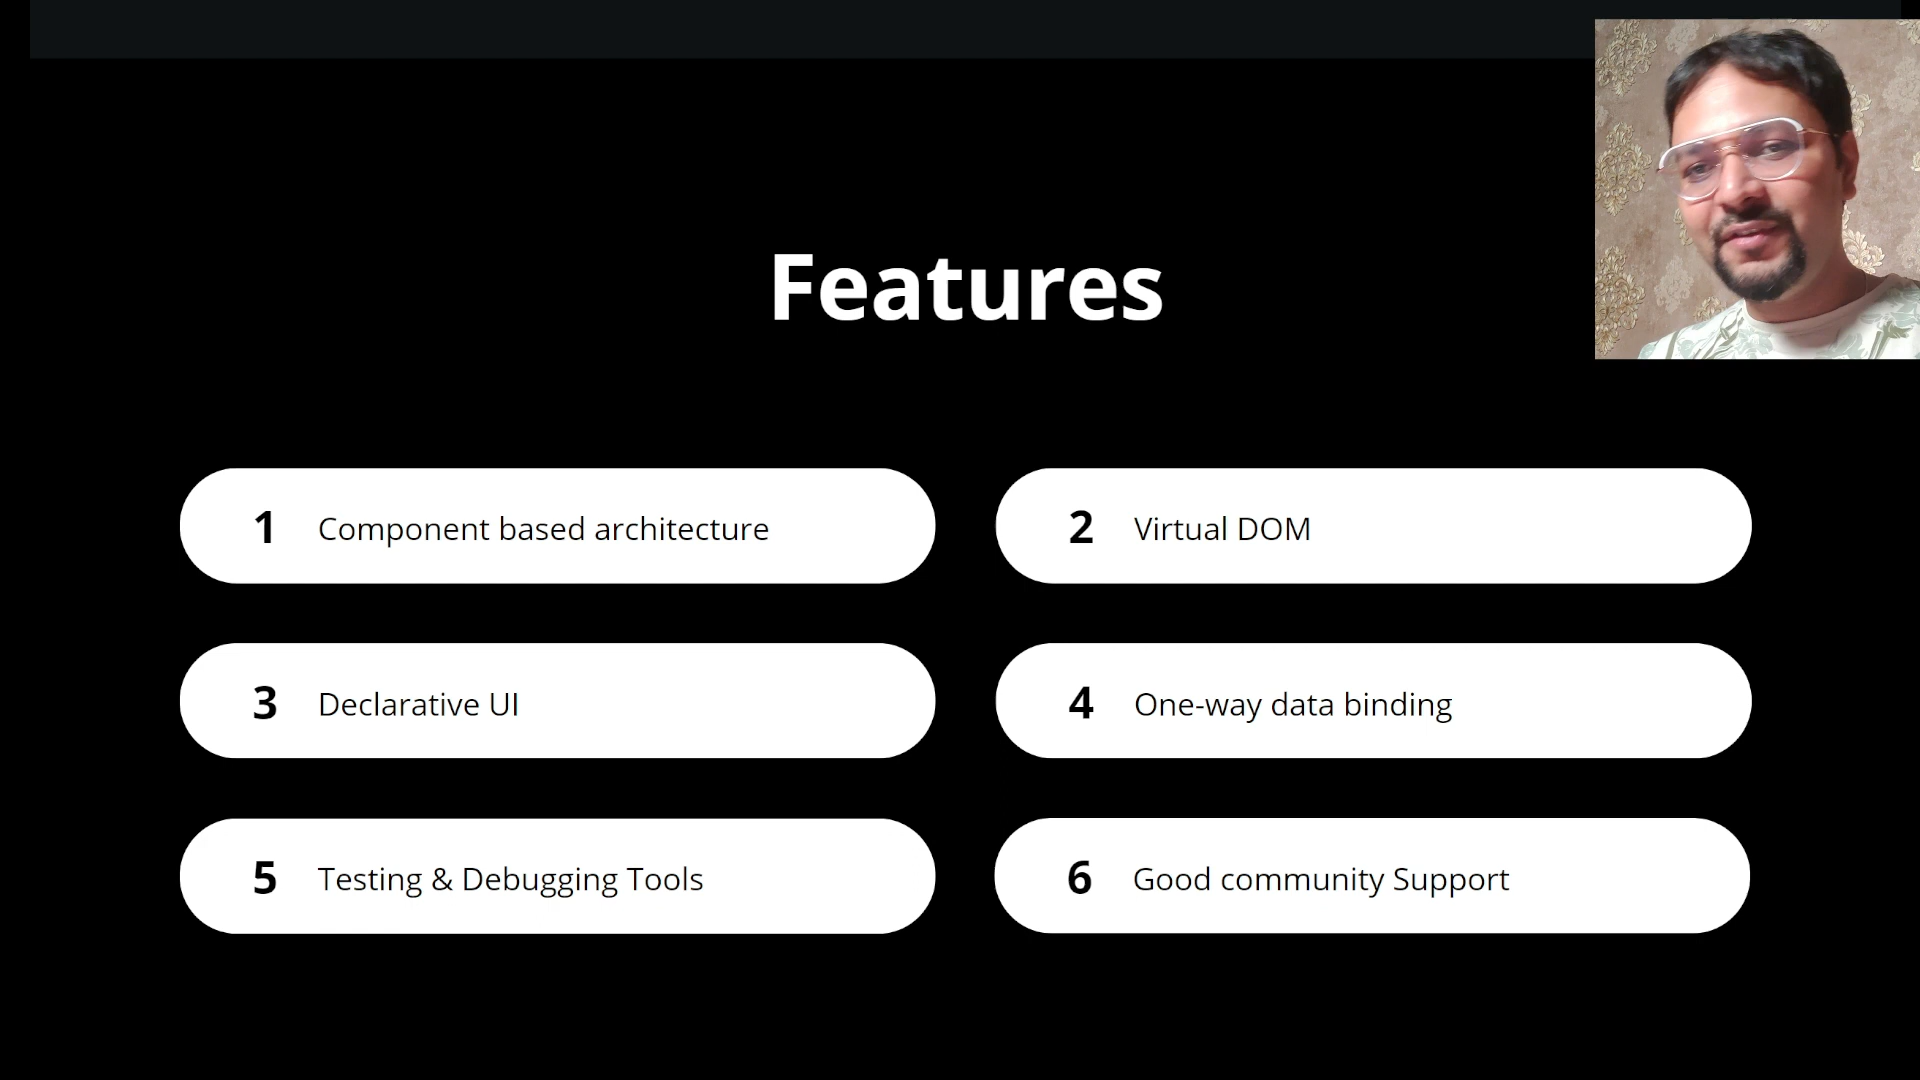 Features
1 Component based architecture
2 Virtual DOM
3 Declarative UI
4 One-way data binding
5 Testing & Debugging Tools
6 Good community Support